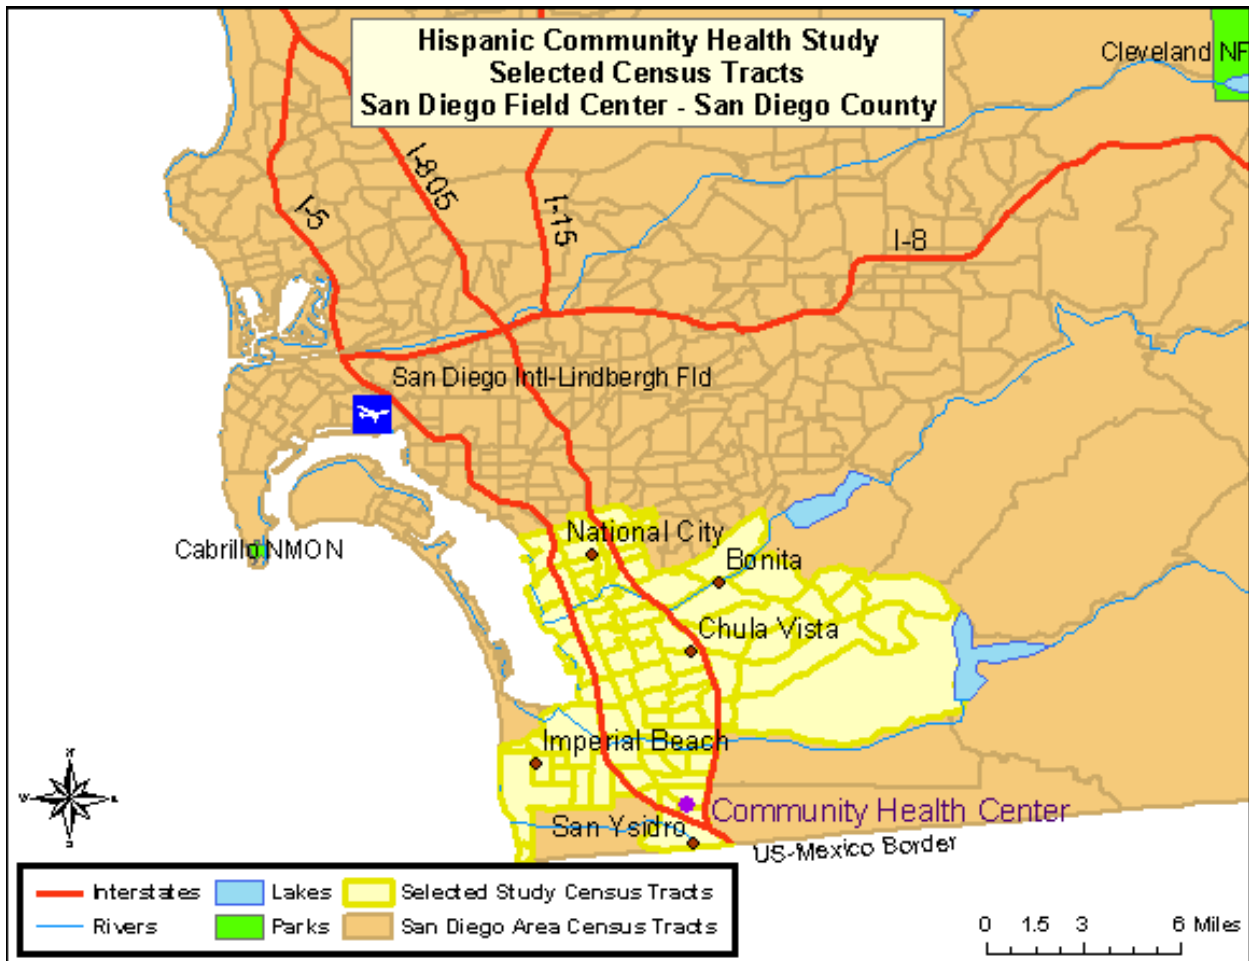 Hispanic Community Health Study
Selected Census Tracts
San Diego Field Center - San Diego County
Cleveland NF
I-805
I-5
I-15
I-8
San Diego Intl-Lindbergh Fld
National City
Cabrillo NMON
Bonita
Chula Vista
Imperial Beach
Community Health Center
San Ysidro
US-Mexico Border
N
W
E
S
Interstates
Lakes
Selected Study Census Tracts
Rivers
Parks
San Diego Area Census Tracts
0 1.5 3 6 Miles